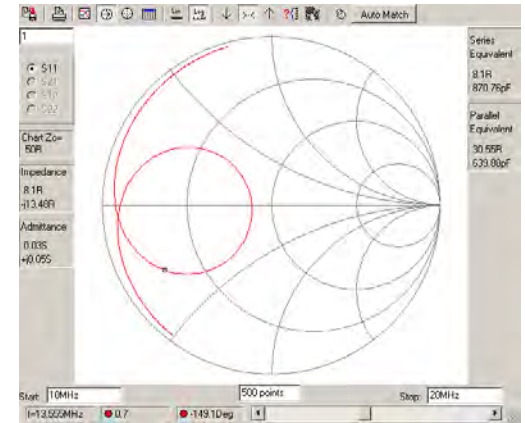 Auto Match
1
S11
S21
S12
S22
Chart Zo=
50R
Impedance
8.1R
-j13.48R
Admittance
0.03S
+j0.05S
Series
Equivalent
8.1R
870.76pF
Parallel
Equivalent
30.55R
639.88pF
Start: 10MHz
500 points
Stop: 20MHz
f=13.555MHz
0.7
-149.1Deg